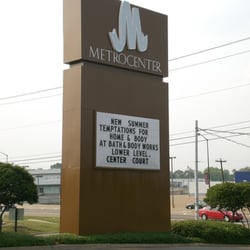 M
METROCENTER
NEW SUMMER
TEMPTATIONS FOR
HOME & BODY
AT BATH & BODY WORKS
LOWER LEVEL,
CENTER COURT